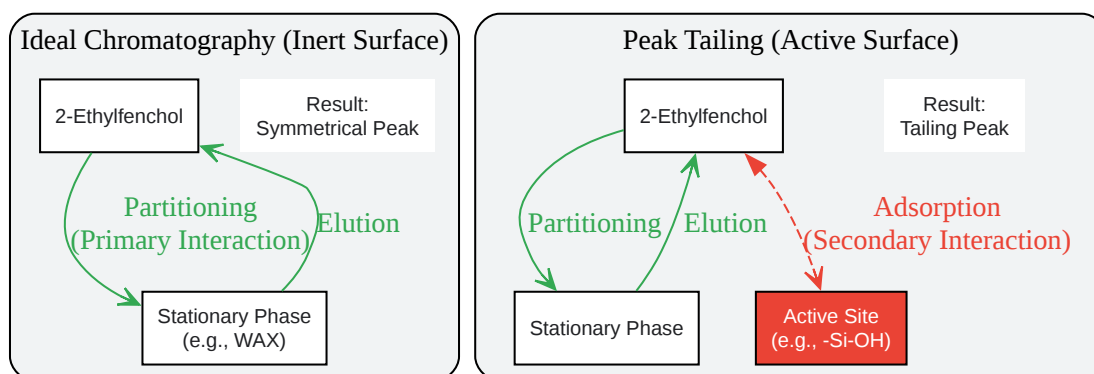 Ideal Chromatography (Inert Surface)
2-Ethylfenchol
Result:
Symmetrical Peak
Partitioning
(Primary Interaction)
Elution
Stationary Phase
(e.g., WAX)
Peak Tailing (Active Surface)
2-Ethylfenchol
Result:
Tailing Peak
Partitioning
Elution
Adsorption
(Secondary Interaction)
Stationary Phase
Active Site
(e.g., -Si-OH)